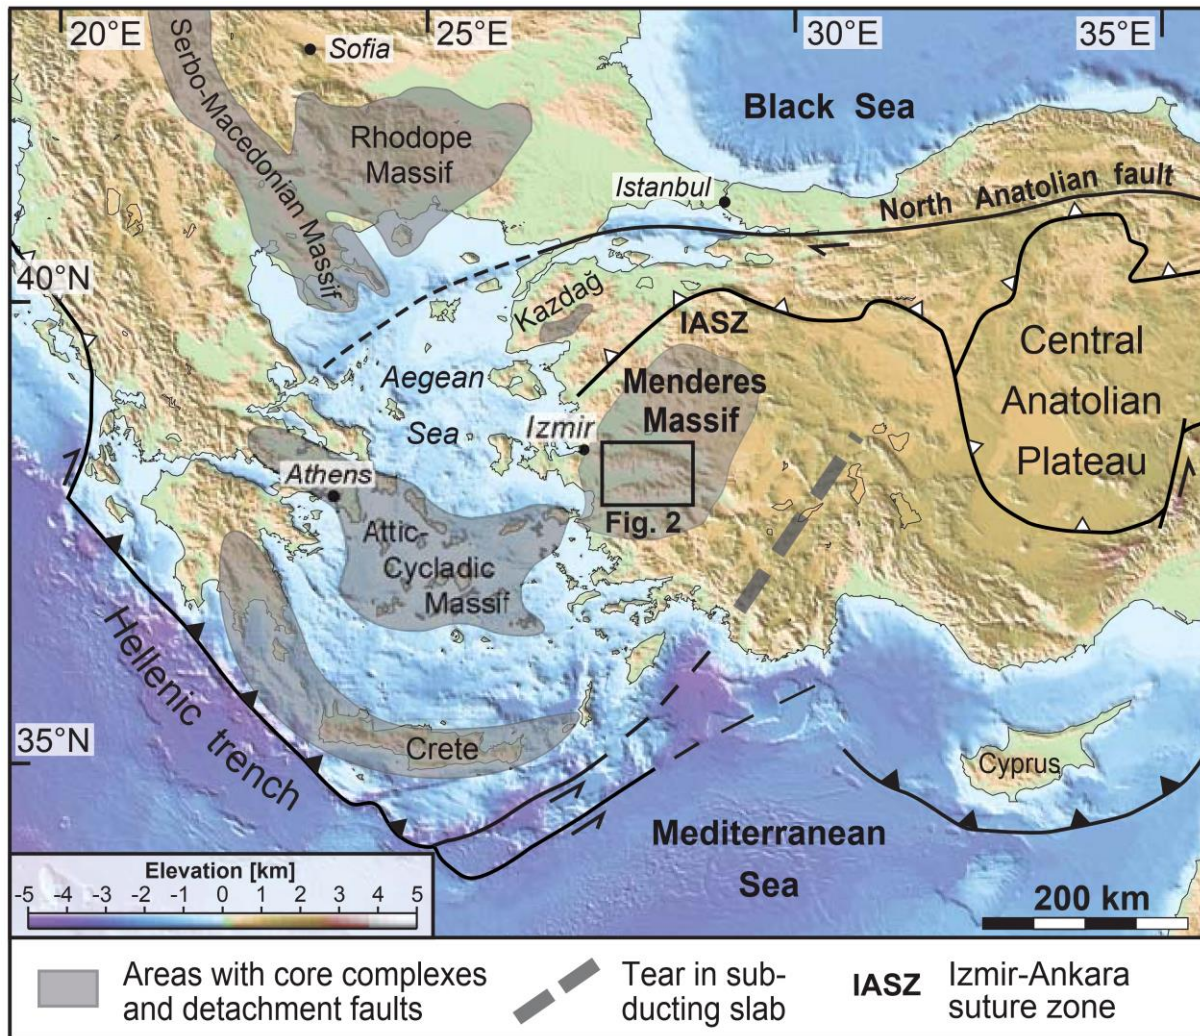 20°E
25°E
30°E
35°E
Sofia
Black Sea
Serbo-Macedonian Massif
Rhodope
Massif
Istanbul
North Anatolian fault
40°N
Kazdağ
IASZ
Central
Anatolian
Plateau
Aegean
Sea
Menderes
Massif
Izmir
Athens
Fig. 2
Attic-
Cycladic
Massif
Hellenic trench
35°N
Crete
Cyprus
Mediterranean
Sea
Elevation [km]
-5 -4 -3 -2 -1 0 1 2 3 4 5
200 km
Areas with core complexes
and detachment faults
Tear in sub-
ducting slab
IASZ
Izmir-Ankara
suture zone